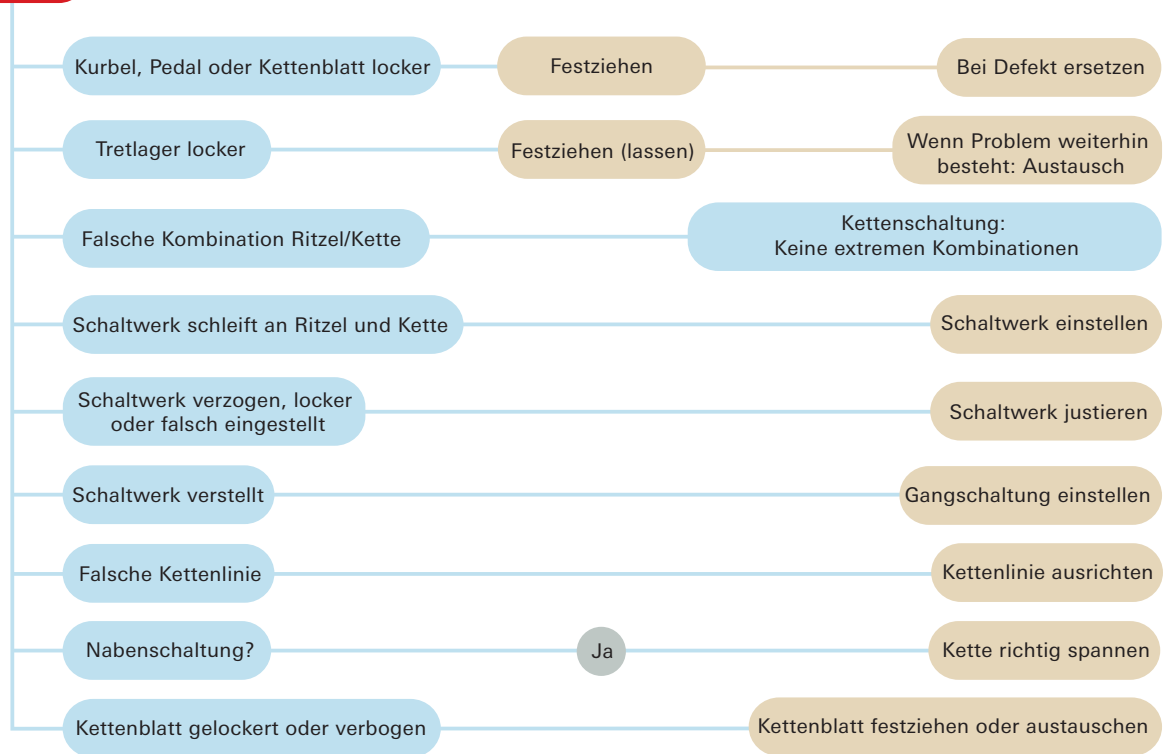 Kurbel, Pedal oder Kettenblatt locker
Festziehen
Bei Defekt ersetzen
Tretlager locker
Festziehen (lassen)
Wenn Problem weiterhin
besteht: Austausch
Falsche Kombination Ritzel/Kette
Kettenschaltung:
Keine extremen Kombinationen
Schaltwerk schleift an Ritzel und Kette
Schaltwerk einstellen
Schaltwerk verzogen, locker
oder falsch eingestellt
Schaltwerk justieren
Schaltwerk verstellt
Gangschaltung einstellen
Falsche Kettenlinie
Kettenlinie ausrichten
Nabenschaltung?
Ja
Kette richtig spannen
Kettenblatt gelockert oder verbogen
Kettenblatt festziehen oder austauschen